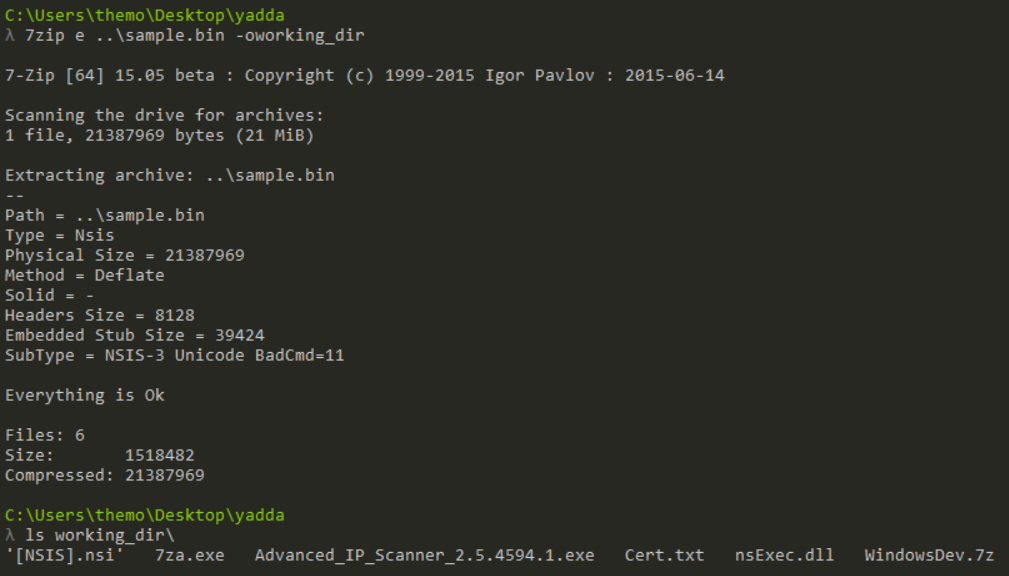 C:\Users\themo\Desktop\yadda
λ 7zip e ..\sample.bin -oworking_dir
7-Zip [64] 15.05 beta : Copyright (c) 1999-2015 Igor Pavlov : 2015-06-14
Scanning the drive for archives:
1 file, 21387969 bytes (21 MiB)
Extracting archive: ..\sample.bin
--
Path = ..\sample.bin
Type = Nsis
Physical Size = 21387969
Method = Deflate
Solid = -
Headers Size = 8128
Embedded Stub Size = 39424
SubType = NSIS-3 Unicode BadCmd=11
Everything is Ok
Files: 6
Size:       1518482
Compressed: 21387969
C:\Users\themo\Desktop\yadda
λ ls working_dir\
'[NSIS].nsi'   7za.exe   Advanced_IP_Scanner_2.5.4594.1.exe   Cert.txt   nsExec.dll   WindowsDev.7z